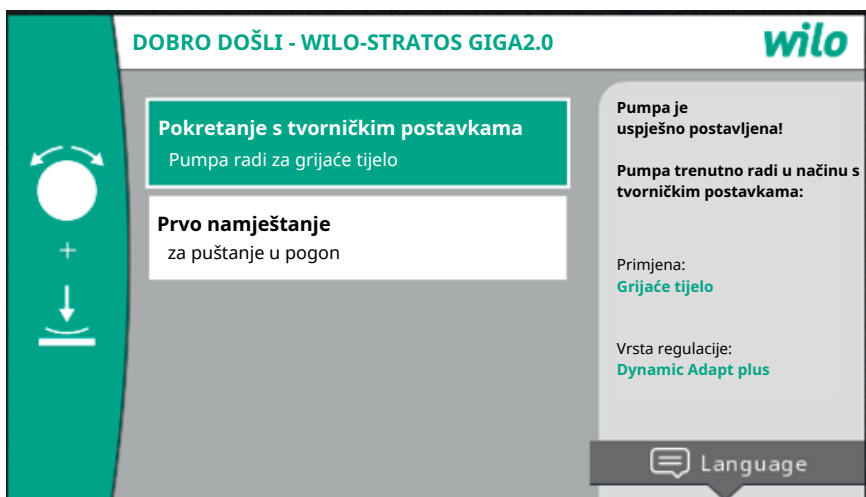 DOBRO DOŠLI - WILO-STRATOS GIGA2.0
wilo
Pokretanje s tvorničkim postavkama
Pumpa radi za grijaće tijelo
Prvo namještanje
za puštanje u pogon
+
Pumpa je
uspješno postavljena!
Pumpa trenutno radi u načinu s
tvorničkim postavkama:
Primjena:
Grijaće tijelo
Vrsta regulacije:
Dynamic Adapt plus
Language